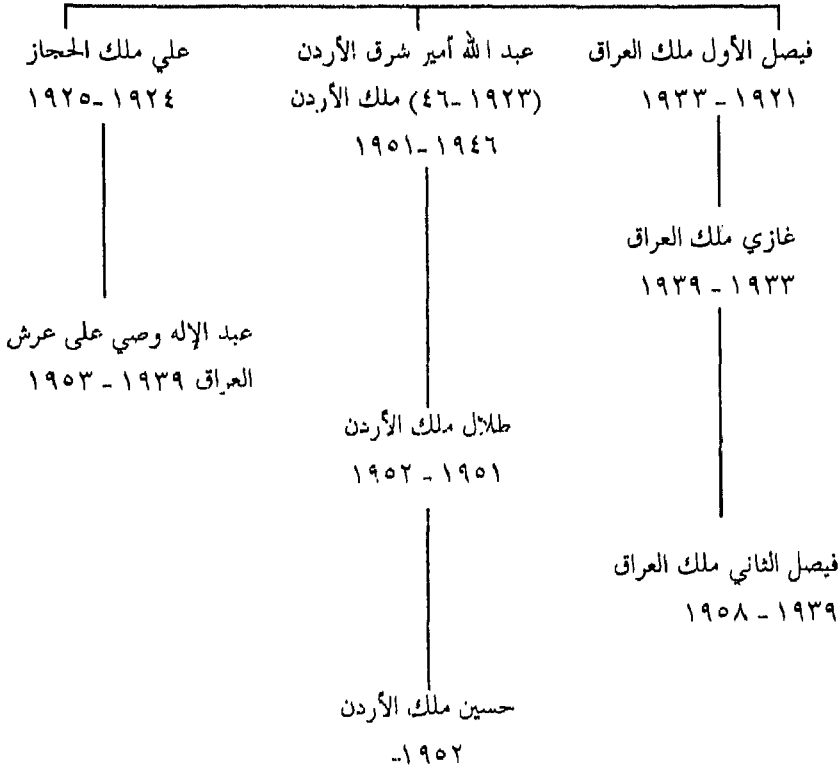 فيصل الأول ملك العراق
١٩٢١ - ١٩٣٣
عبد الله أمير شرق الأردن
(١٩٢٣-٤٦) ملك الأردن
١٩٤٦-١٩٥١
علي ملك الحجاز
١٩٢٤-١٩٢٥
غازي ملك العراق
١٩٣٣ - ١٩٣٩
عبد الإله وصي على عرش
العراق ١٩٣٩ - ١٩٥٣
طلال ملك الأردن
١٩٥١ - ١٩٥٢
فيصل الثاني ملك العراق
١٩٣٩ - ١٩٥٨
حسين ملك الأردن
١٩٥٢-..